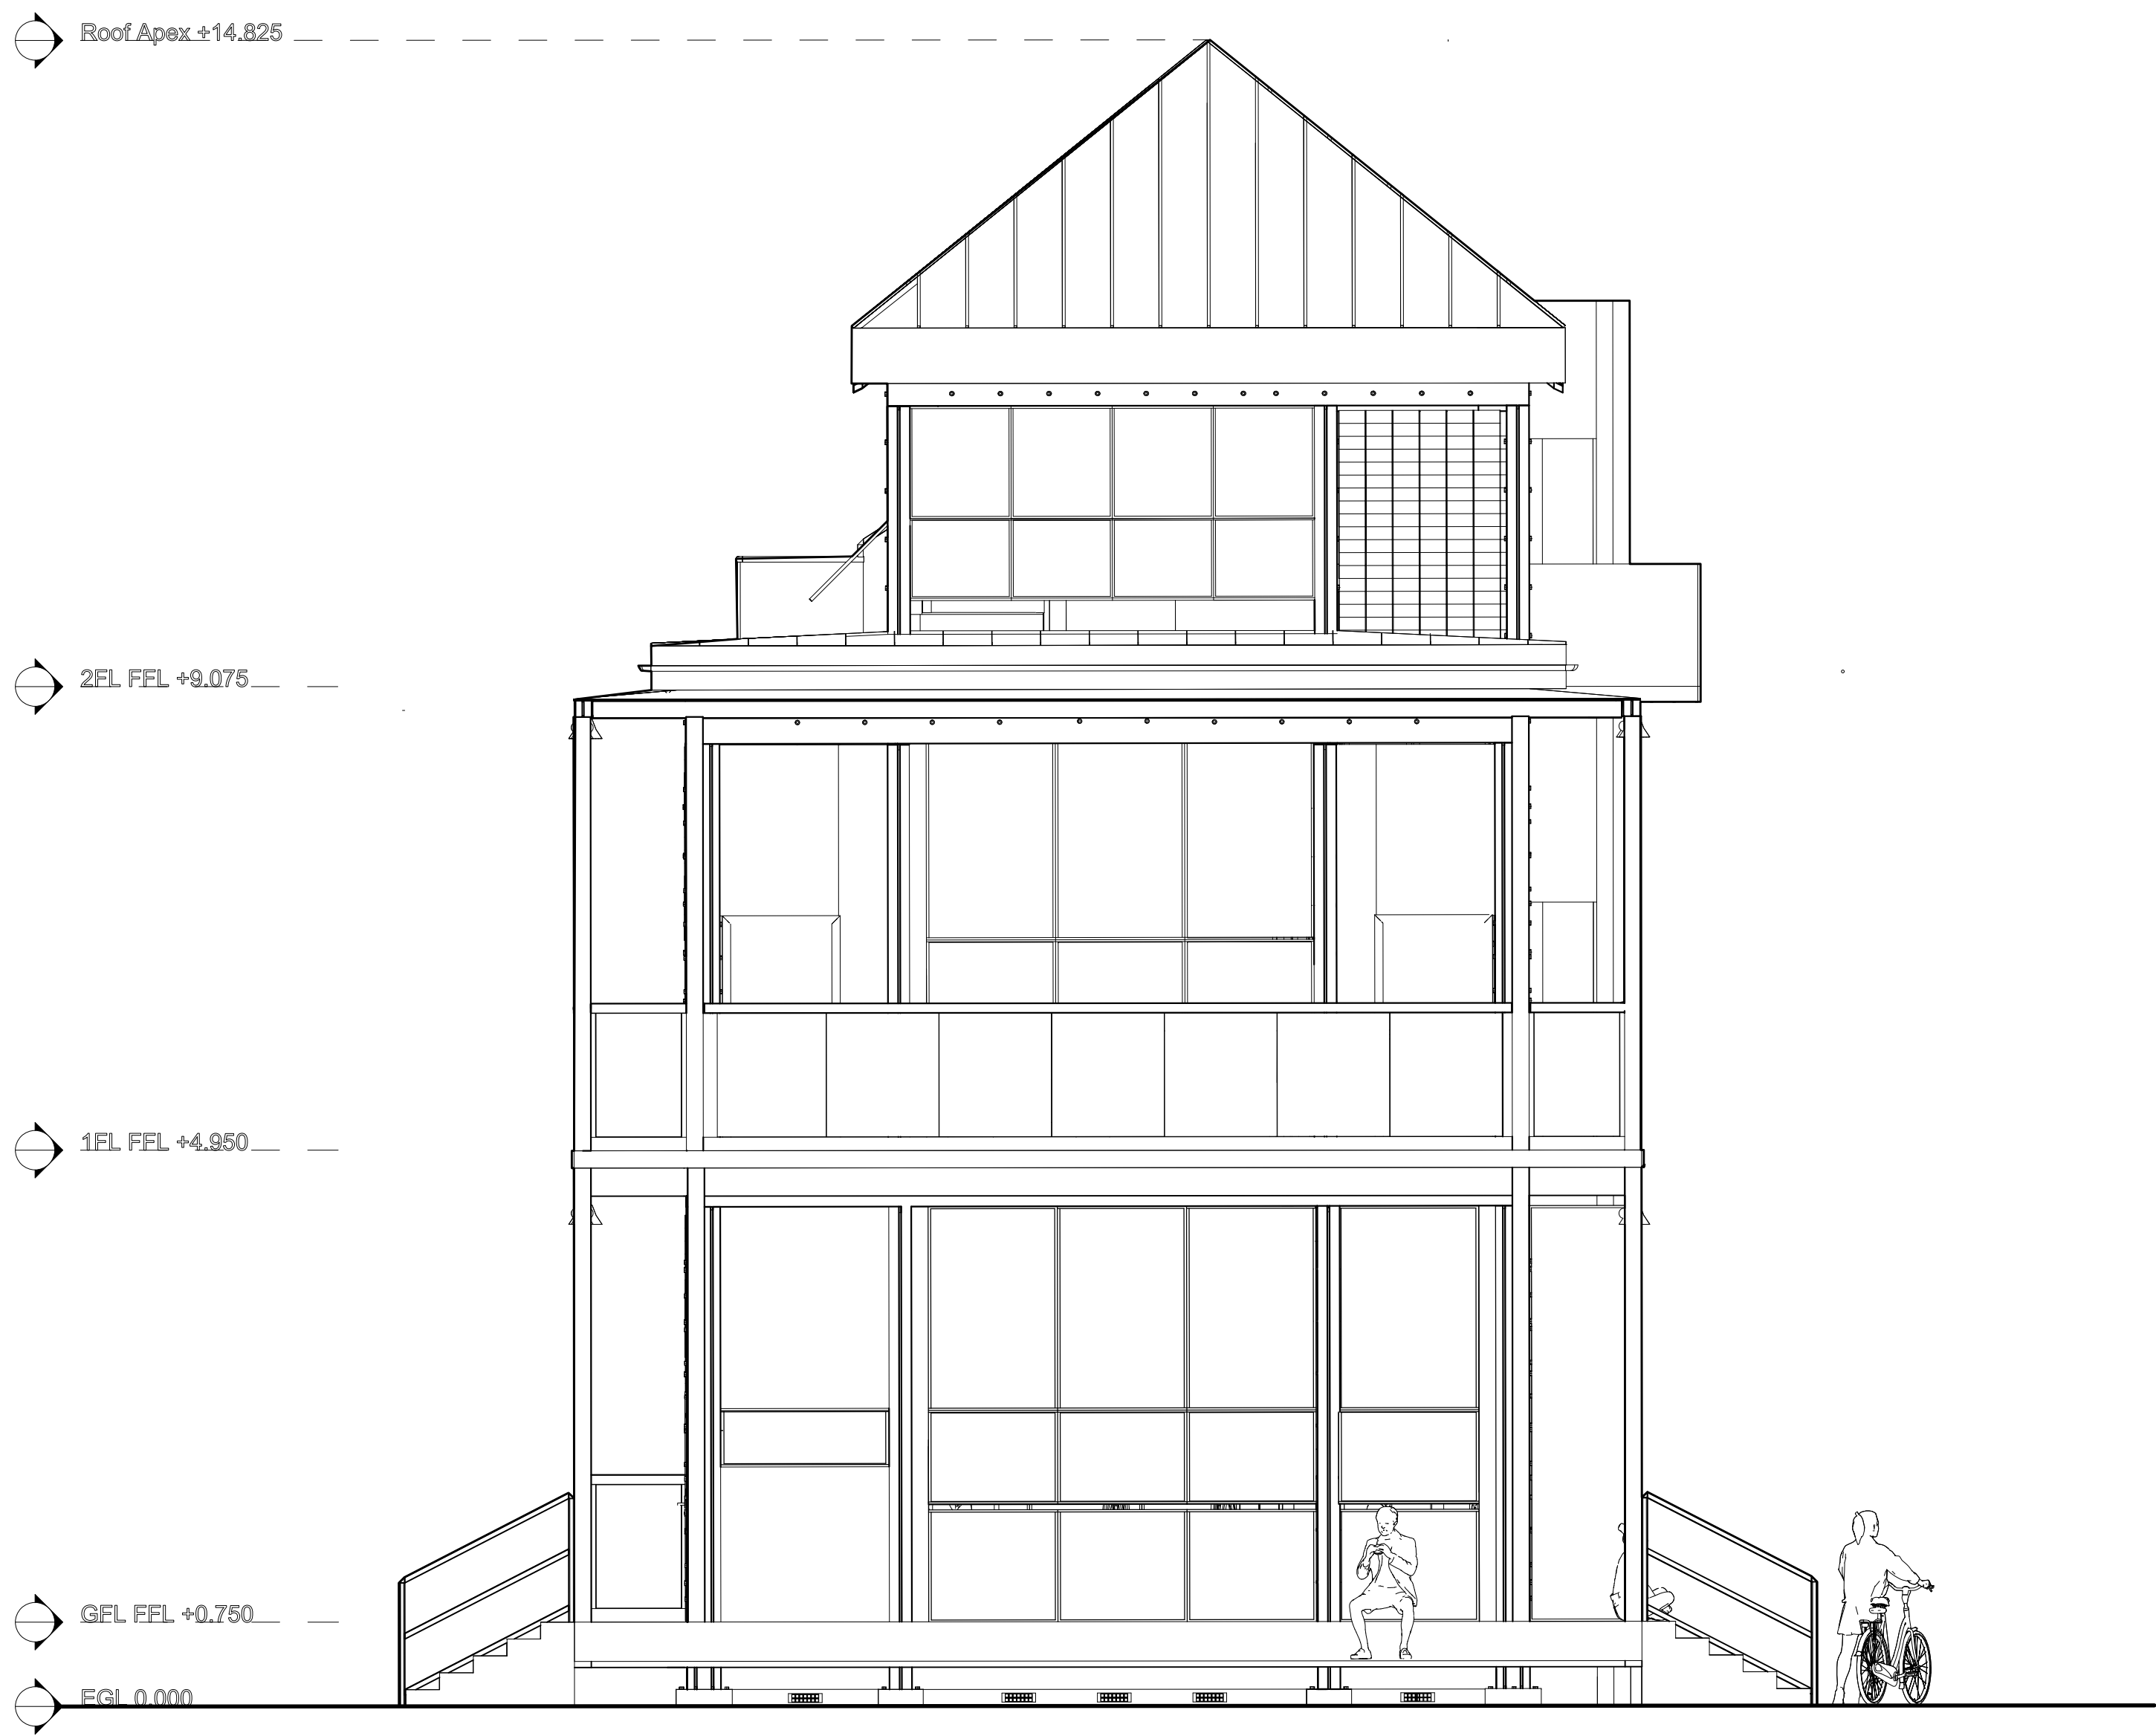 Roof Apex +14.825
2FL FFL +9.075
1FL FFL +4.950
GFL FFL +0.750
EGL 0.000